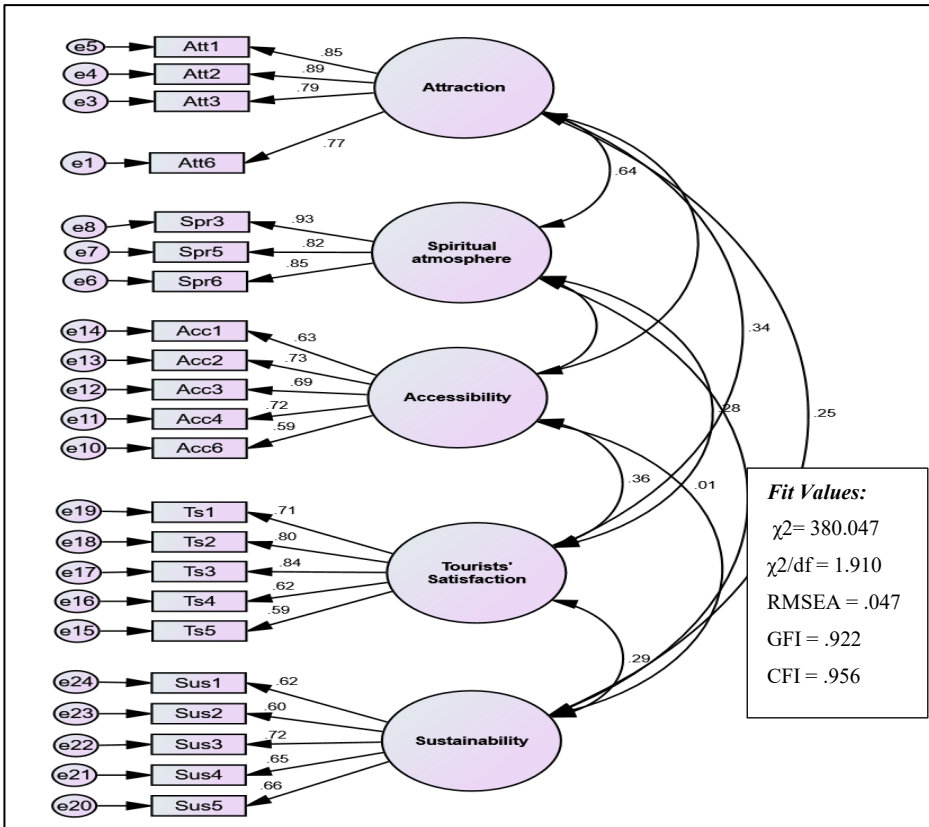 e5 Att1 .85
e4 Att2 .89
e3 Att3 .79
e1 Att6 .77
Attraction
.64
e8 Spr3 .93
e7 Spr5 .82
e6 Spr6 .85
Spiritual
atmosphere
.34
e14 Acc1 .63
e13 Acc2 .73
e12 Acc3 .69
e11 Acc4 .72
e10 Acc6 .59
Accessibility
.28
.25
.36
.01
e19 Ts1 .71
e18 Ts2 .80
e17 Ts3 .84
e16 Ts4 .62
e15 Ts5 .59
Tourists'
Satisfaction
.29
e24 Sus1 .62
e23 Sus2 .60
e22 Sus3 .72
e21 Sus4 .65
e20 Sus5 .66
Sustainability
Fit Values:
χ2= 380.047
χ2/df = 1.910
RMSEA = .047
GFI = .922
CFI = .956